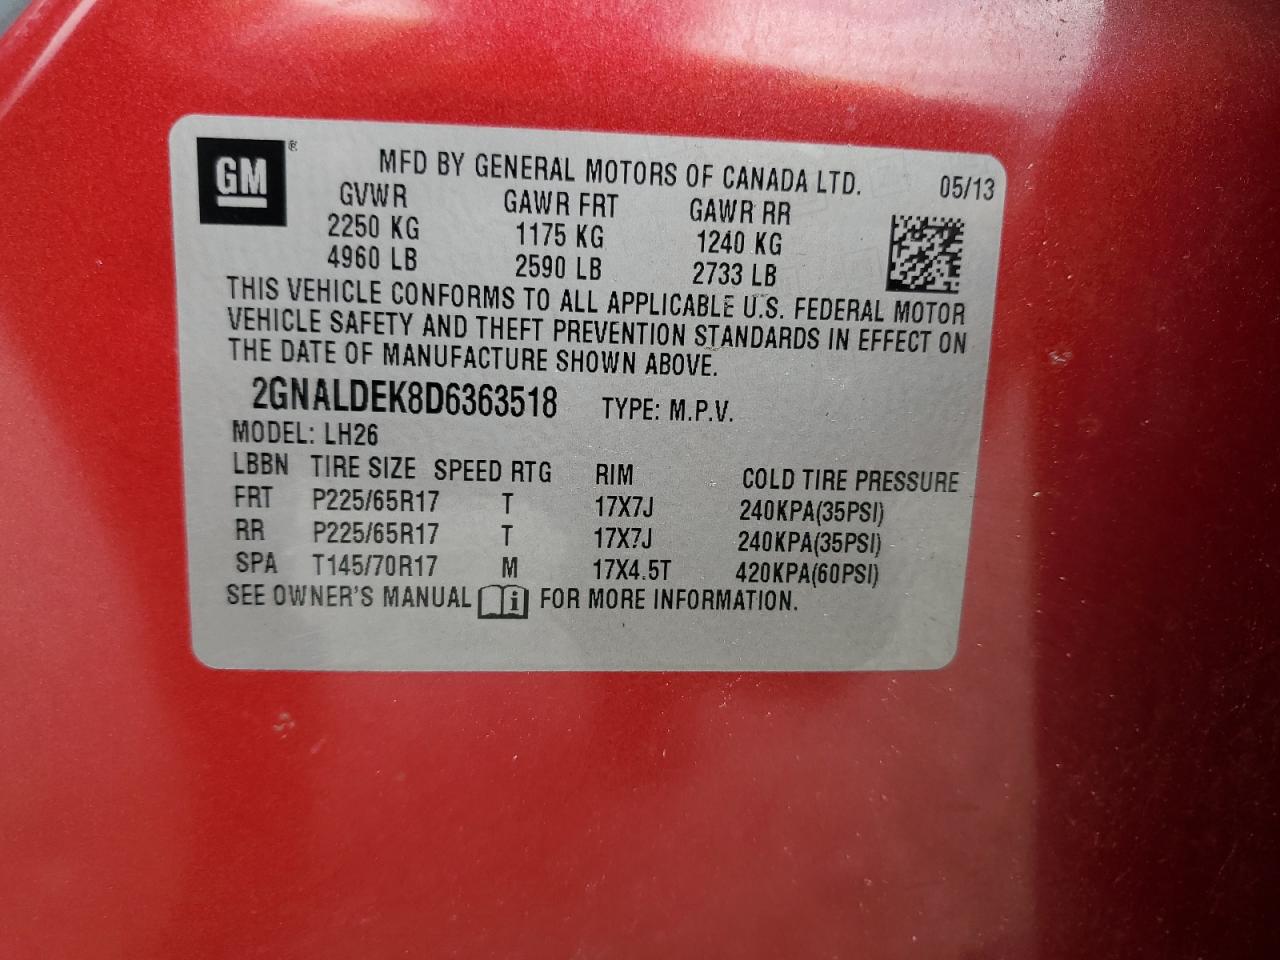 GM®
MFD BY GENERAL MOTORS OF CANADA LTD. 05/13
GVWR GAWR FRT GAWR RR
2250 KG 1175 KG 1240 KG
4960 LB 2590 LB 2733 LB
THIS VEHICLE CONFORMS TO ALL APPLICABLE U.S. FEDERAL MOTOR
VEHICLE SAFETY AND THEFT PREVENTION STANDARDS IN EFFECT ON
THE DATE OF MANUFACTURE SHOWN ABOVE.
2GNALDEK8D6363518 TYPE: M.P.V.
MODEL: LH26
LBBN TIRE SIZE SPEED RTG RIM COLD TIRE PRESSURE
FRT P225/65R17 T 17X7J 240KPA(35PSI)
RR P225/65R17 T 17X7J 240KPA(35PSI)
SPA T145/70R17 M 17X4.5T 420KPA(60PSI)
SEE OWNER'S MANUAL i FOR MORE INFORMATION.